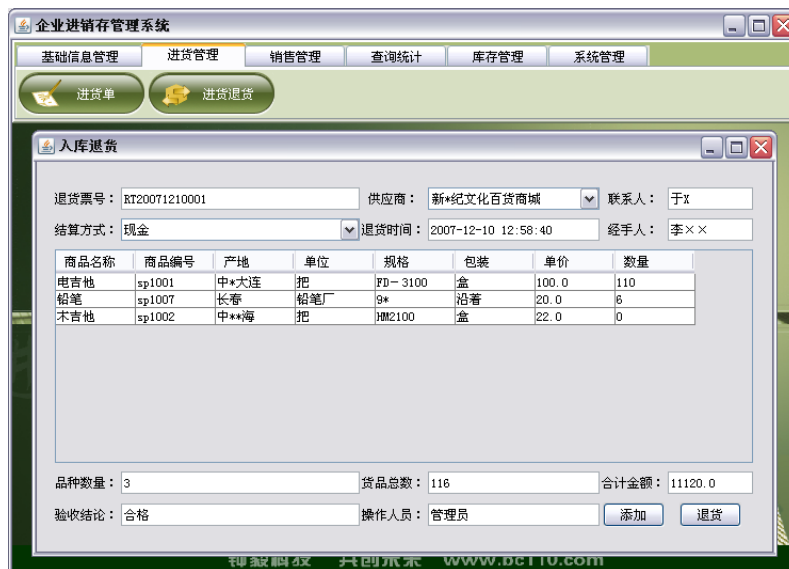 企业进销存管理系统
基础信息管理 进货管理 销售管理 查询统计 库存管理 系统管理
进货单 进货退货
入库退货
退货票号： RT20071210001 供应商： 新*纪文化百货商城 联系人： 于X
结算方式： 现金 退货时间： 2007-12-10 12:58:40 经手人： 李××
商品名称 商品编号 产地 单位 规格 包装 单价 数量
电吉他 sp1001 中*大连 把 FD－3100 盒 100.0 110
铅笔 sp1007 长春 铅笔厂 9* 沿着 20.0 6
木吉他 sp1002 中**海 把 HM2100 盒 22.0 0
品种数量： 3 货品总数： 116 合计金额： 11120.0
验收结论： 合格 操作人员： 管理员 添加 退货
www.bc110.com